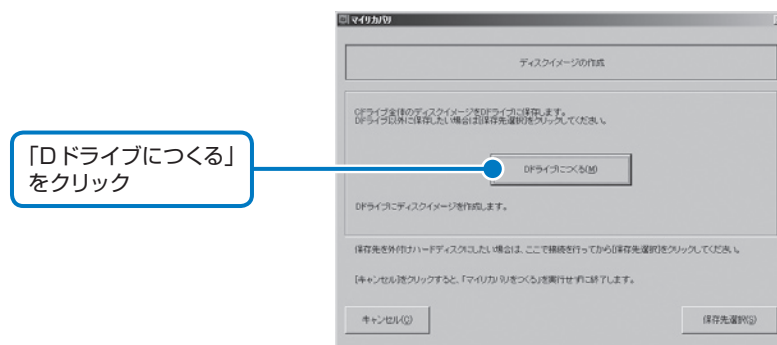 マイリカバリ
ディスクイメージの作成
Cドライブ全体のディスクイメージをDドライブに保存します。
Dドライブ以外に保存したい場合は[保存先選択]をクリックしてください。
「Dドライブにつくる」
をクリック
Dドライブにつくる(M)
Dドライブにディスクイメージを作成します。
保存先を外付けハードディスクにしたい場合は、ここで接続を行ってから[保存先選択]をクリックしてください。
[キャンセル]をクリックすると、「マイリカバリをつくる」を実行せずに終了します。
キャンセル(C)
保存先選択(S)